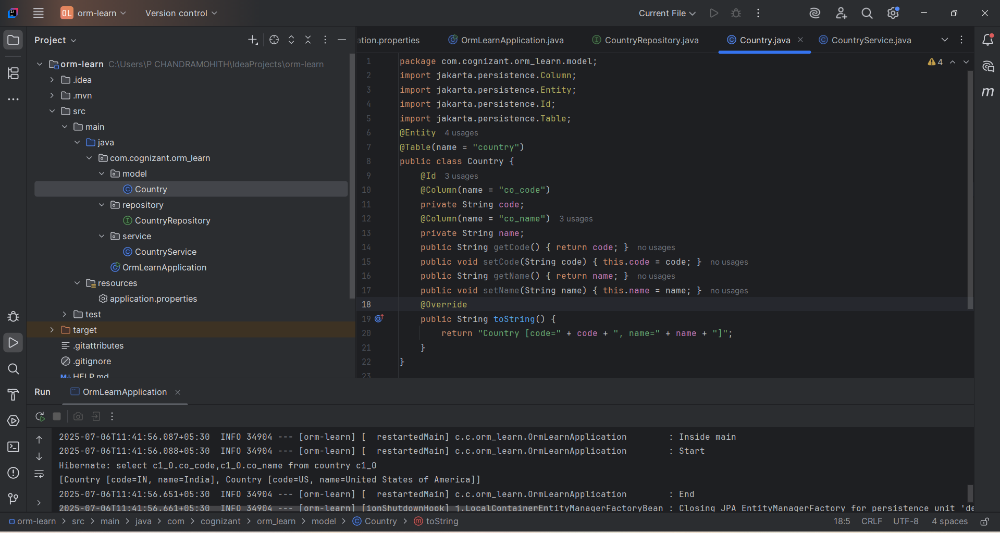 OL orm-learn Version control Current File
Project
ation.properties OrmLearnApplication.java CountryRepository.java Country.java CountryService.java
orm-learn C:\Users\P CHANDRAMOHITH\IdeaProjects\orm-learn
.idea
.mvn
src
main
java
com.cognizant.orm_learn
model
Country
repository
CountryRepository
service
CountryService
OrmLearnApplication
resources
application.properties
test
target
.gitattributes
.gitignore
HELP.md
4
m
1 package com.cognizant.orm_learn.model;
2 import jakarta.persistence.Column;
3 import jakarta.persistence.Entity;
4 import jakarta.persistence.Id;
5 import jakarta.persistence.Table;
6 @Entity 4 usages
7 @Table(name = "country")
8 public class Country {
9 @Id 3 usages
10 @Column(name = "co_code")
11 private String code;
12 @Column(name = "co_name") 3 usages
13 private String name;
14 public String getCode() { return code; } no usages
15 public void setCode(String code) { this.code = code; } no usages
16 public String getName() { return name; } no usages
17 public void setName(String name) { this.name = name; } no usages
18 @Override
19 public String toString() {
20 return "Country [code=" + code + ", name=" + name + "]";
21 }
22 }
23
Run OrmLearnApplication
2025-07-06T11:41:56.087+05:30 INFO 34904 --- [orm-learn] [ restartedMain] c.c.orm_learn.OrmLearnApplication : Inside main
2025-07-06T11:41:56.088+05:30 INFO 34904 --- [orm-learn] [ restartedMain] c.c.orm_learn.OrmLearnApplication : Start
Hibernate: select c1_0.co_code,c1_0.co_name from country c1_0
[Country [code=IN, name=India], Country [code=US, name=United States of America]]
2025-07-06T11:41:56.651+05:30 INFO 34904 --- [orm-learn] [ restartedMain] c.c.orm_learn.OrmLearnApplication : End
2025-07-06T11:41:56.661+05:30 INFO 34904 --- [orm-learn] [ionShutdownHook] j.LocalContainerEntityManagerFactoryBean : Closing JPA EntityManagerFactory for persistence unit 'de
orm-learn > src > main > java > com > cognizant > orm_learn > model > Country > toString 18:5 CRLF UTF-8 4 spaces